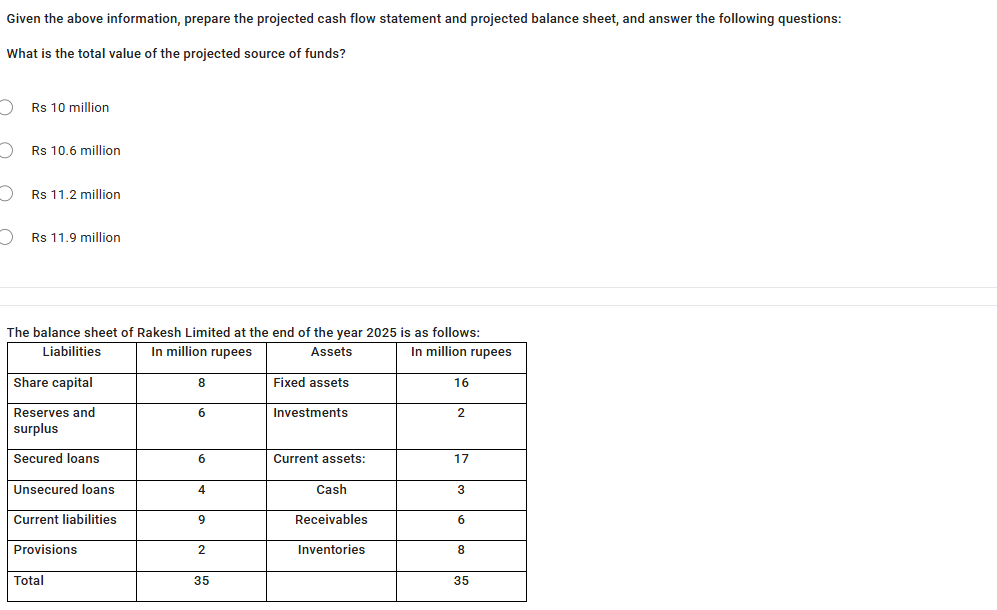 Given the above information, prepare the projected cash flow statement and projected balance sheet, and answer the following questions:
What is the total value of the projected source of funds?
Rs 10 million
Rs 10.6 million
Rs 11.2 million
Rs 11.9 million
The balance sheet of Rakesh Limited at the end of the year 2025 is as follows:
Liabilities In million rupees Assets In million rupees
Share capital 8 Fixed assets 16
Reserves and surplus 6 Investments 2
Secured loans 6 Current assets: 17
Unsecured loans 4 Cash 3
Current liabilities 9 Receivables 6
Provisions 2 Inventories 8
Total 35 35